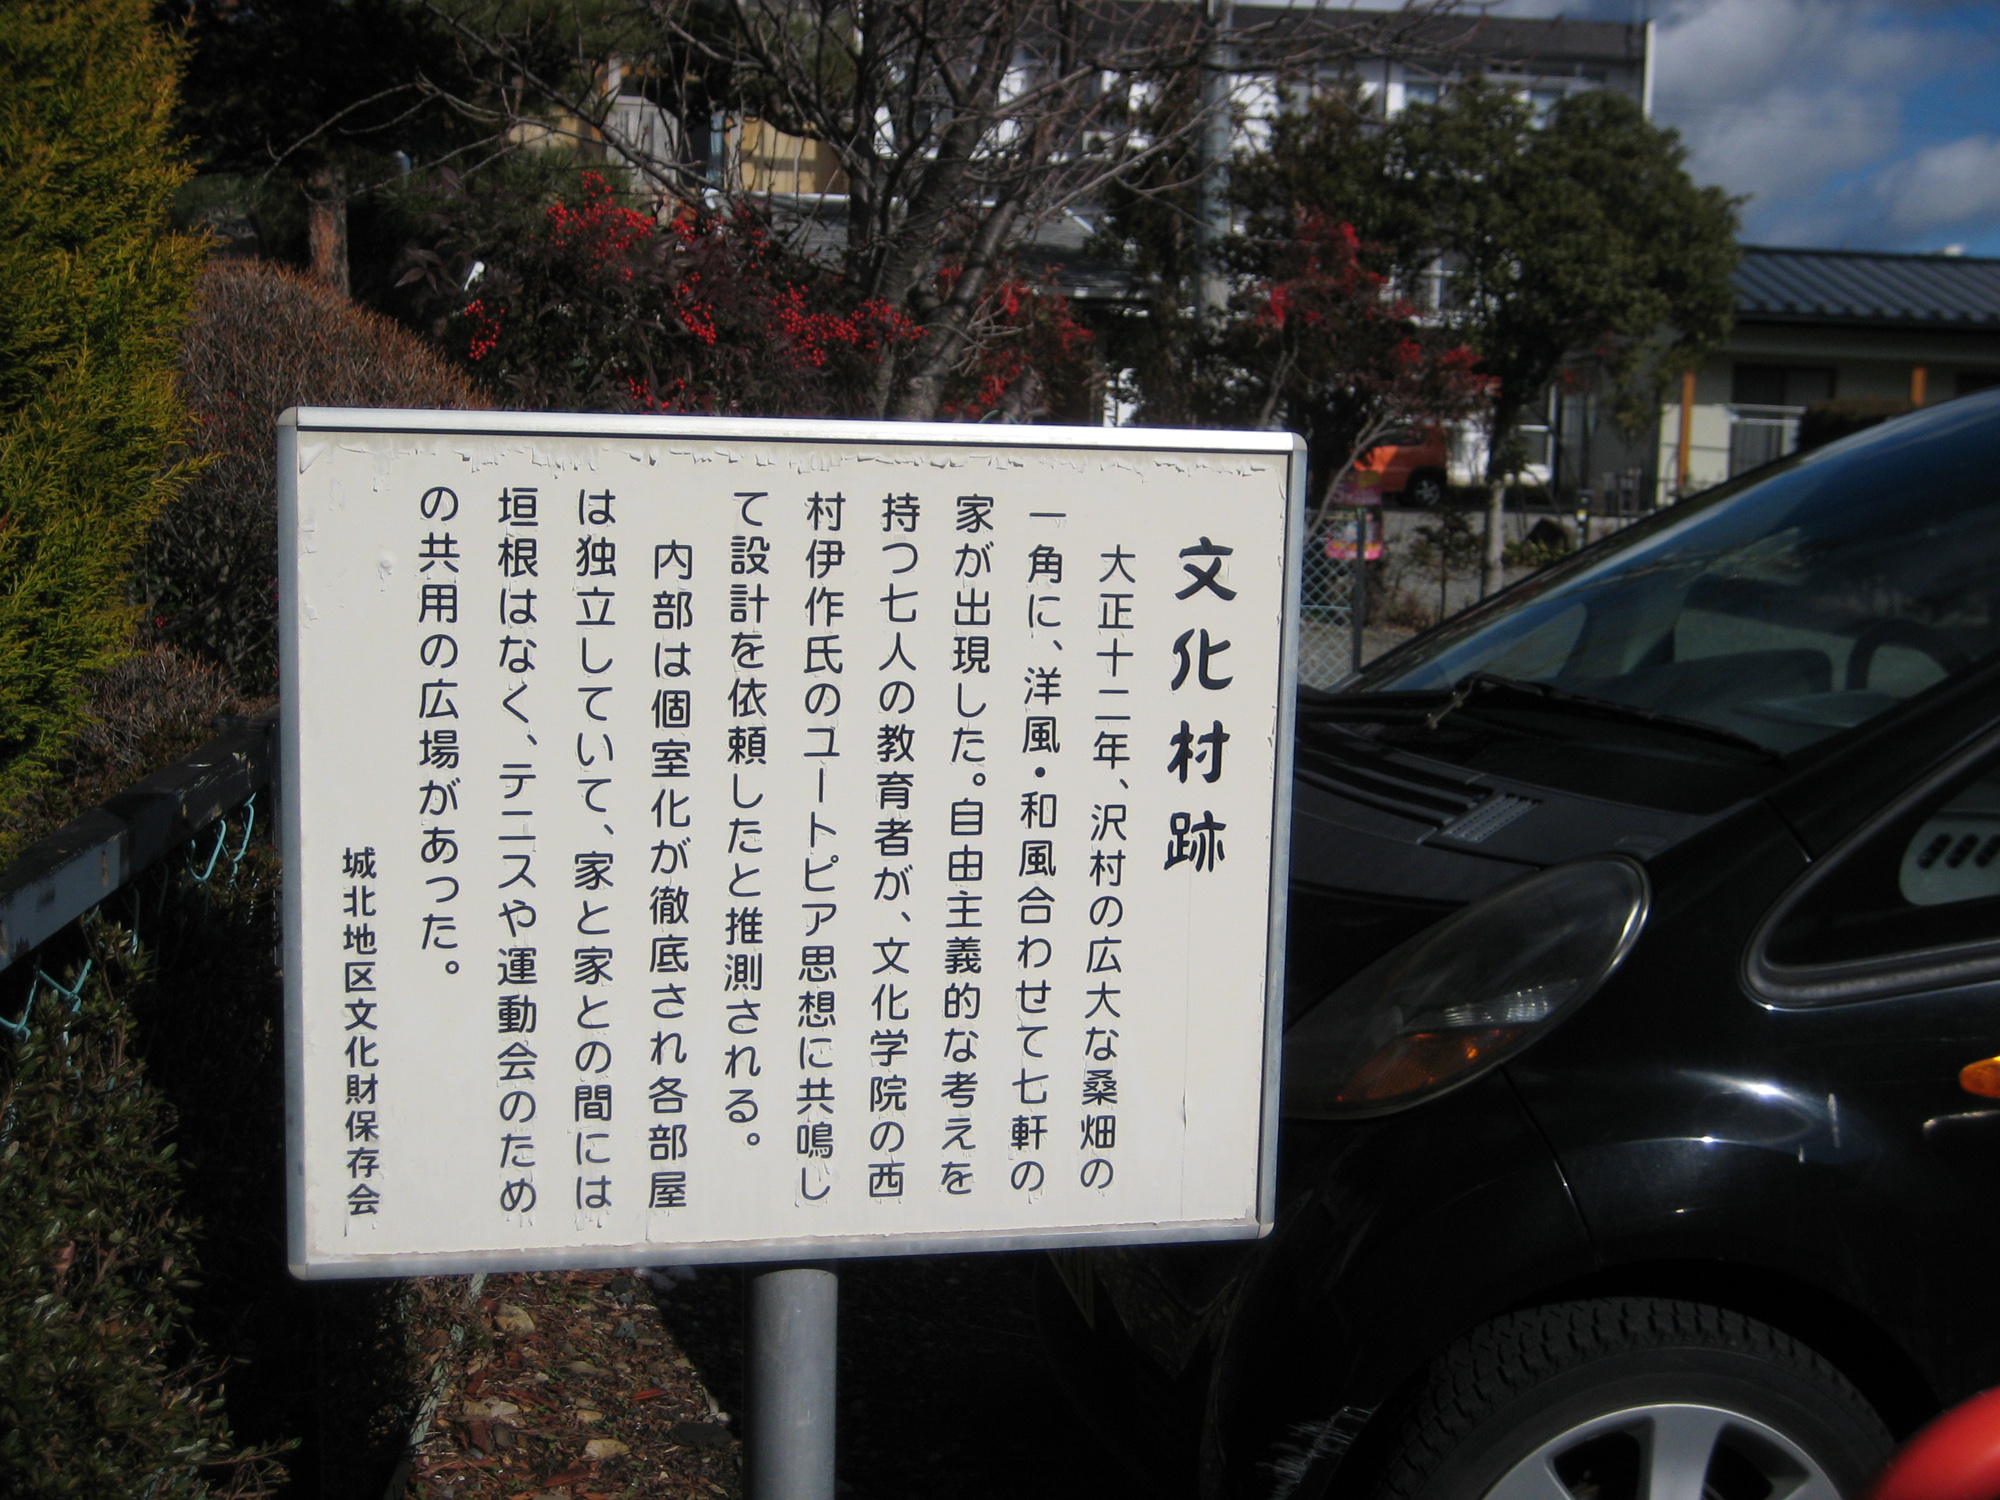 文化村跡
大正十二年、沢村の広大な桑畑の
一角に、洋風・和風合わせて七軒の
家が出現した。自由主義的な考えを
持つ七人の教育者が、文化学院の西
村伊作氏のユートピア思想に共鳴し
て設計を依頼したと推測される。
内部は個室化が徹底され各部屋
は独立していて、家と家との間には
垣根はなく、テニスや運動会のため
の共用の広場があった。
城北地区文化財保存会